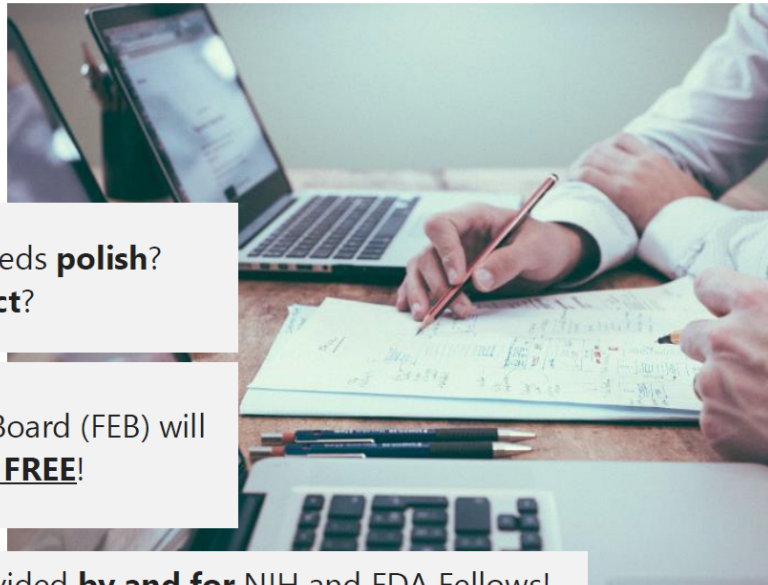 eds polish?
ct?
Board (FEB) will
FREE!
vided by and for NIH and FDA Fellows!